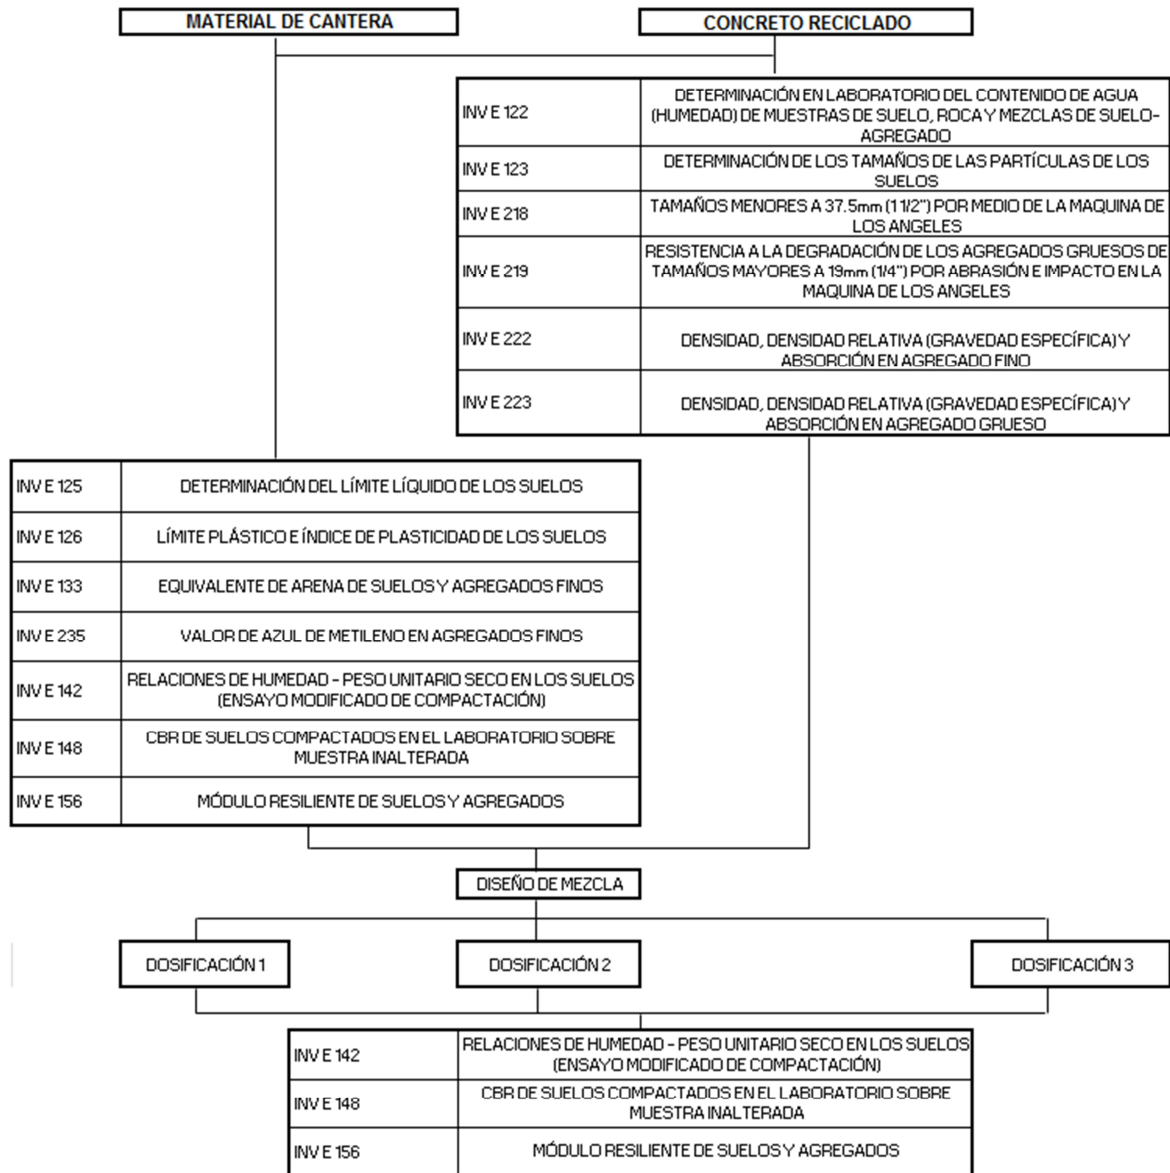 MATERIAL DE CANTERA
CONCRETO RECICLADO
INV E 122
DETERMINACIÓN EN LABORATORIO DEL CONTENIDO DE AGUA
(HUMEDAD) DE MUESTRAS DE SUELO, ROCA Y MEZCLAS DE SUELO-
AGREGADO
INV E 123
DETERMINACIÓN DE LOS TAMAÑOS DE LAS PARTÍCULAS DE LOS
SUELOS
INV E 218
TAMAÑOS MENORES A 37.5mm (1 1/2") POR MEDIO DE LA MAQUINA DE
LOS ANGELES
INV E 219
RESISTENCIA A LA DEGRADACIÓN DE LOS AGREGADOS GRUESOS DE
TAMAÑOS MAYORES A 19mm (1/4") POR ABRASIÓN E IMPACTO EN LA
MAQUINA DE LOS ANGELES
INV E 222
DENSIDAD, DENSIDAD RELATIVA (GRAVEDAD ESPECÍFICA) Y
ABSORCIÓN EN AGREGADO FINO
INV E 223
DENSIDAD, DENSIDAD RELATIVA (GRAVEDAD ESPECÍFICA) Y
ABSORCIÓN EN AGREGADO GRUESO
INV E 125
DETERMINACIÓN DEL LÍMITE LÍQUIDO DE LOS SUELOS
INV E 126
LÍMITE PLÁSTICO E ÍNDICE DE PLASTICIDAD DE LOS SUELOS
INV E 133
EQUIVALENTE DE ARENA DE SUELOS Y AGREGADOS FINOS
INV E 235
VALOR DE AZUL DE METILENO EN AGREGADOS FINOS
INV E 142
RELACIONES DE HUMEDAD - PESO UNITARIO SECO EN LOS SUELOS
(ENSAYO MODIFICADO DE COMPACTACIÓN)
INV E 148
CBR DE SUELOS COMPACTADOS EN EL LABORATORIO SOBRE
MUESTRA INALTERADA
INV E 156
MÓDULO RESILIENTE DE SUELOS Y AGREGADOS
DISEÑO DE MEZCLA
DOSIFICACIÓN 1
DOSIFICACIÓN 2
DOSIFICACIÓN 3
INV E 142
RELACIONES DE HUMEDAD - PESO UNITARIO SECO EN LOS SUELOS
(ENSAYO MODIFICADO DE COMPACTACIÓN)
INV E 148
CBR DE SUELOS COMPACTADOS EN EL LABORATORIO SOBRE
MUESTRA INALTERADA
INV E 156
MÓDULO RESILIENTE DE SUELOS Y AGREGADOS